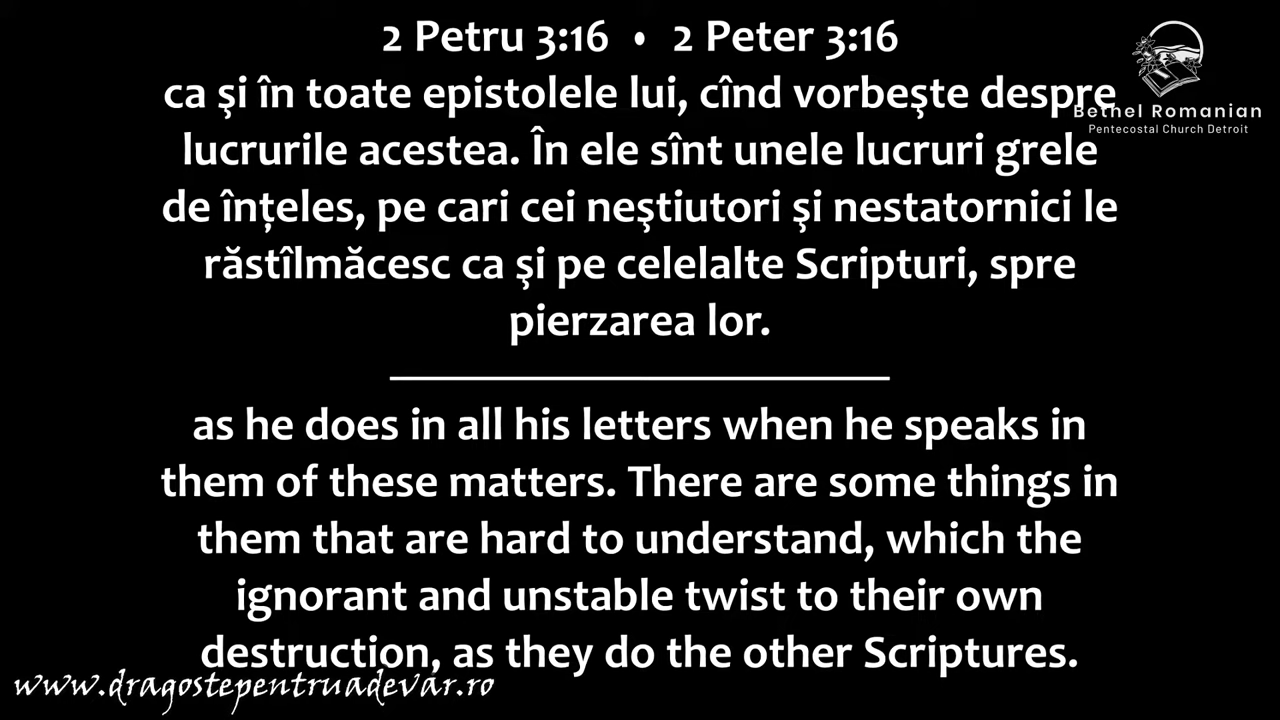 2 Petru 3:16 • 2 Peter 3:16
ca şi în toate epistolele lui, cînd vorbeşte despre
lucrurile acestea. În ele sînt unele lucruri grele
de înţeles, pe cari cei neştiutori şi nestatornici le
răstîlmăcesc ca şi pe celelalte Scripturi, spre
pierzarea lor.
as he does in all his letters when he speaks in
them of these matters. There are some things in
them that are hard to understand, which the
ignorant and unstable twist to their own
destruction, as they do the other Scriptures.
Bethel Romanian
Pentecostal Church Detroit
www.dragostepentruadevar.ro